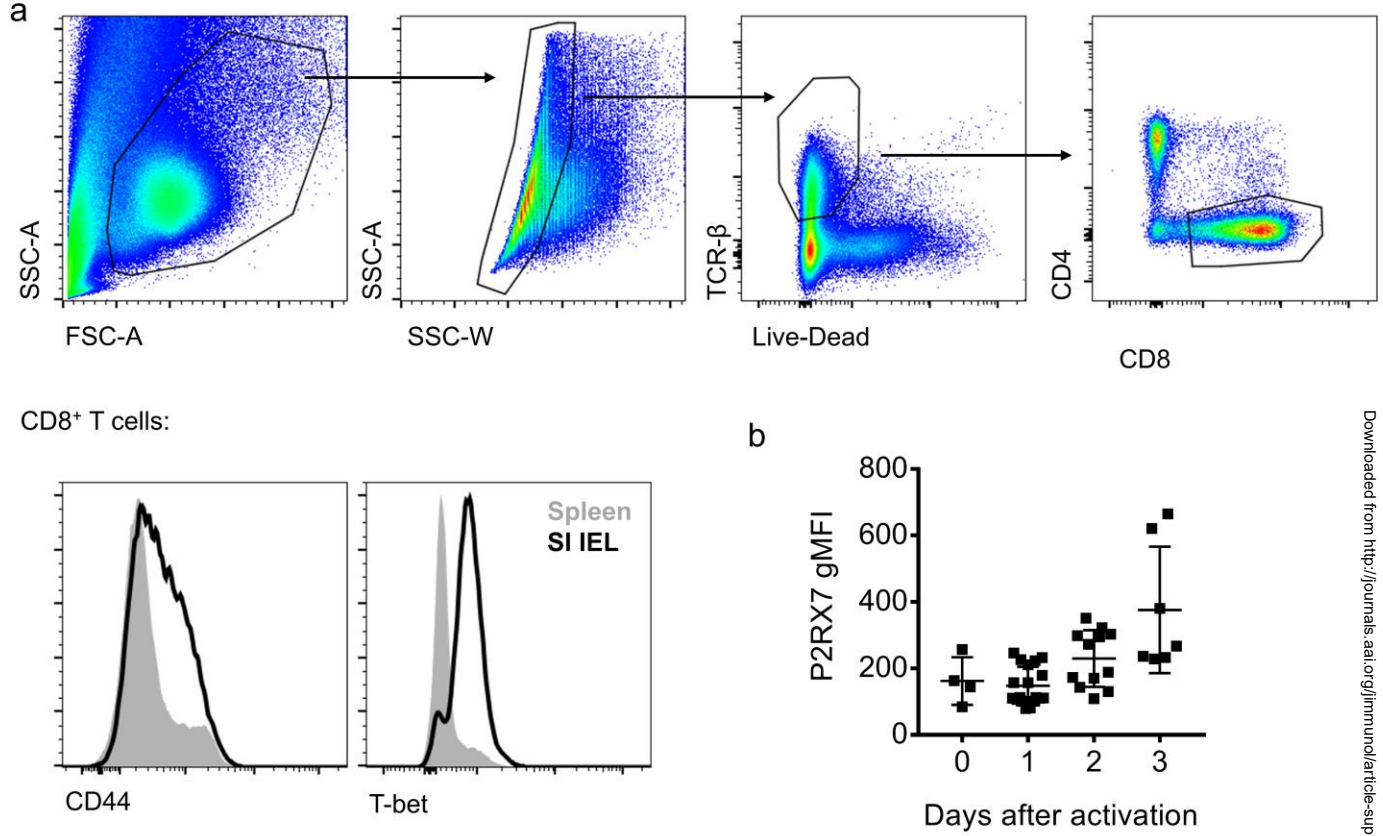 a
SSC-A
FSC-A
SSC-A
SSC-W
TCR-β
Live-Dead
CD4
CD8
CD8+ T cells:
CD44
Spleen
SI IEL
T-bet
b
P2RX7 gMFI
800
600
400
200
0
0 1 2 3
Days after activation
Downloaded from http://journals.aai.org/jimmunol/article-sup